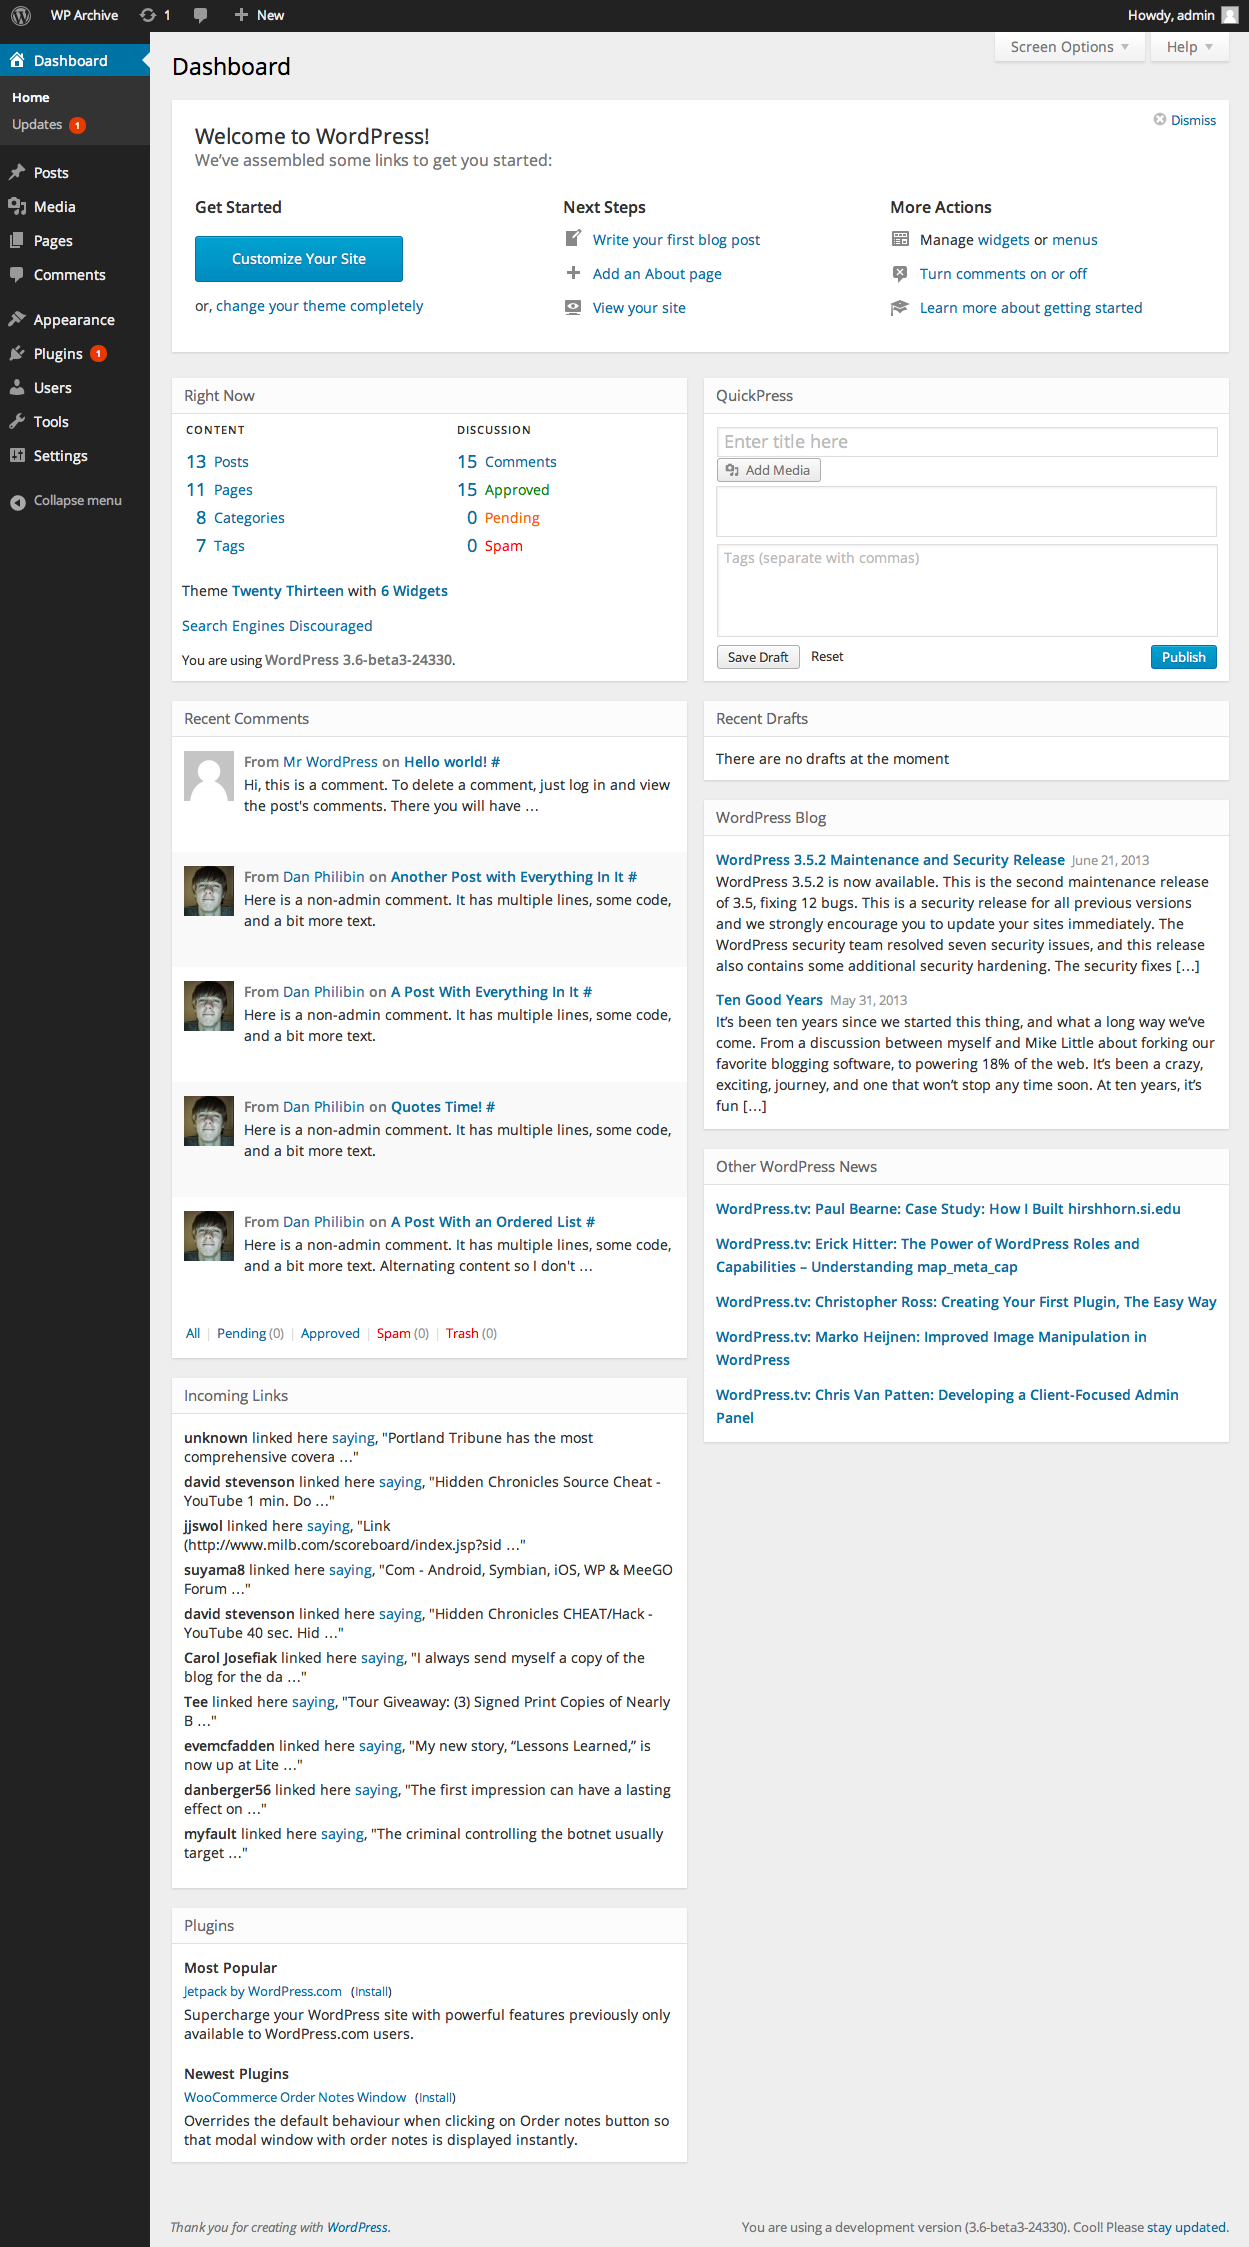 WP Archive 1 New Howdy, admin
Dashboard
Home
Updates 1
Posts
Media
Pages
Comments
Appearance
Plugins 1
Users
Tools
Settings
Collapse menu
Screen Options Help
Dashboard
Dismiss
Welcome to WordPress!
We've assembled some links to get you started:
Get Started
Customize Your Site
or, change your theme completely
Next Steps
Write your first blog post
Add an About page
View your site
More Actions
Manage widgets or menus
Turn comments on or off
Learn more about getting started
Right Now
CONTENT
13 Posts
11 Pages
8 Categories
7 Tags
DISCUSSION
15 Comments
15 Approved
0 Pending
0 Spam
Theme Twenty Thirteen with 6 Widgets
Search Engines Discouraged
You are using WordPress 3.6-beta3-24330.
Recent Comments
From Mr WordPress on Hello world! #
Hi, this is a comment. To delete a comment, just log in and view
the post's comments. There you will have …
From Dan Philibin on Another Post with Everything In It #
Here is a non-admin comment. It has multiple lines, some code,
and a bit more text.
From Dan Philibin on A Post With Everything In It #
Here is a non-admin comment. It has multiple lines, some code,
and a bit more text.
From Dan Philibin on Quotes Time! #
Here is a non-admin comment. It has multiple lines, some code,
and a bit more text.
From Dan Philibin on A Post With an Ordered List #
Here is a non-admin comment. It has multiple lines, some code,
and a bit more text. Alternating content so I don't …
All | Pending (0) | Approved | Spam (0) | Trash (0)
Incoming Links
unknown linked here saying, "Portland Tribune has the most
comprehensive covera …"
david stevenson linked here saying, "Hidden Chronicles Source Cheat -
YouTube 1 min. Do …"
jjswol linked here saying, "Link
(http://www.milb.com/scoreboard/index.jsp?sid …"
suyama8 linked here saying, "Com - Android, Symbian, iOS, WP & MeeGO
Forum …"
david stevenson linked here saying, "Hidden Chronicles CHEAT/Hack -
YouTube 40 sec. Hid …"
Carol Josefiak linked here saying, "I always send myself a copy of the
blog for the da …"
Tee linked here saying, "Tour Giveaway: (3) Signed Print Copies of Nearly
B …"
evemcfadden linked here saying, "My new story, “Lessons Learned,” is
now up at Lite …"
danberger56 linked here saying, "The first impression can have a lasting
effect on …"
myfault linked here saying, "The criminal controlling the botnet usually
target …"
Plugins
Most Popular
Jetpack by WordPress.com (Install)
Supercharge your WordPress site with powerful features previously only
available to WordPress.com users.
Newest Plugins
WooCommerce Order Notes Window (Install)
Overrides the default behaviour when clicking on Order notes button so
that modal window with order notes is displayed instantly.
QuickPress
Enter title here
Add Media
Tags (separate with commas)
Save Draft Reset Publish
Recent Drafts
There are no drafts at the moment
WordPress Blog
WordPress 3.5.2 Maintenance and Security Release June 21, 2013
WordPress 3.5.2 is now available. This is the second maintenance release
of 3.5, fixing 12 bugs. This is a security release for all previous versions
and we strongly encourage you to update your sites immediately. The
WordPress security team resolved seven security issues, and this release
also contains some additional security hardening. The security fixes […]
Ten Good Years May 31, 2013
It’s been ten years since we started this thing, and what a long way we’ve
come. From a discussion between myself and Mike Little about forking our
favorite blogging software, to powering 18% of the web. It’s been a crazy,
exciting, journey, and one that won’t stop any time soon. At ten years, it’s
fun […]
Other WordPress News
WordPress.tv: Paul Bearne: Case Study: How I Built hirshhorn.si.edu
WordPress.tv: Erick Hitter: The Power of WordPress Roles and
Capabilities – Understanding map_meta_cap
WordPress.tv: Christopher Ross: Creating Your First Plugin, The Easy Way
WordPress.tv: Marko Heijnen: Improved Image Manipulation in
WordPress
WordPress.tv: Chris Van Patten: Developing a Client-Focused Admin
Panel
Thank you for creating with WordPress.
You are using a development version (3.6-beta3-24330). Cool! Please stay updated.